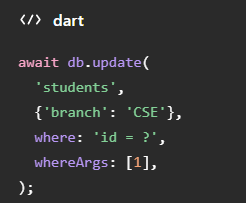 </> dart
await db.update(
  'students',
  {'branch': 'CSE'},
  where: 'id = ?',
  whereArgs: [1],
);